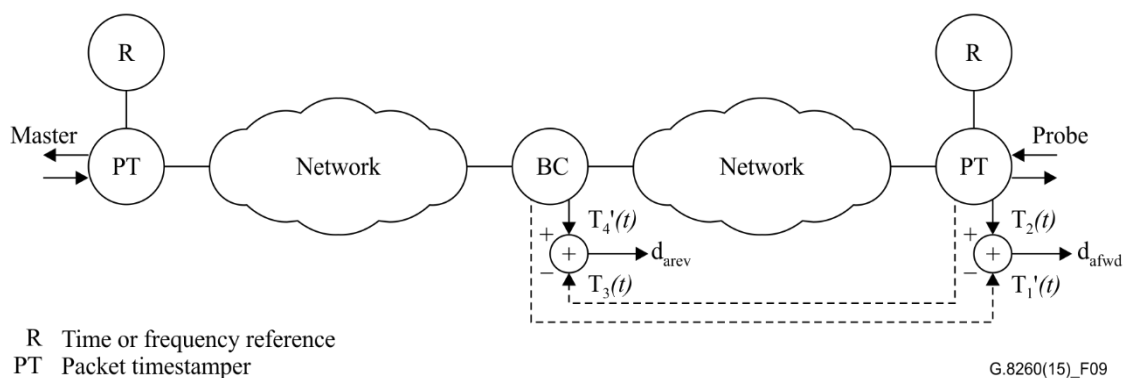 R
R
Master
Probe
PT
Network
BC
Network
PT
T4'(t)
T2(t)
+
+
+
darev
+
dafwd
−
−
T3(t)
T1'(t)
R Time or frequency reference
PT Packet timestamper
G.8260(15)_F09